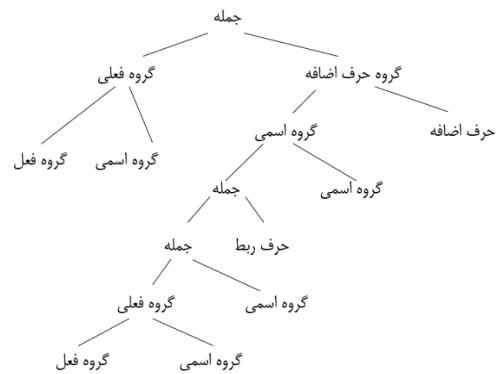 جمله
گروه حرف اضافه
گروه فعلی
حرف اضافه
گروه اسمی
گروه اسمی
گروه فعل
گروه اسمی
جمله
حرف ربط
جمله
گروه اسمی
گروه فعلی
گروه اسمی
گروه فعل